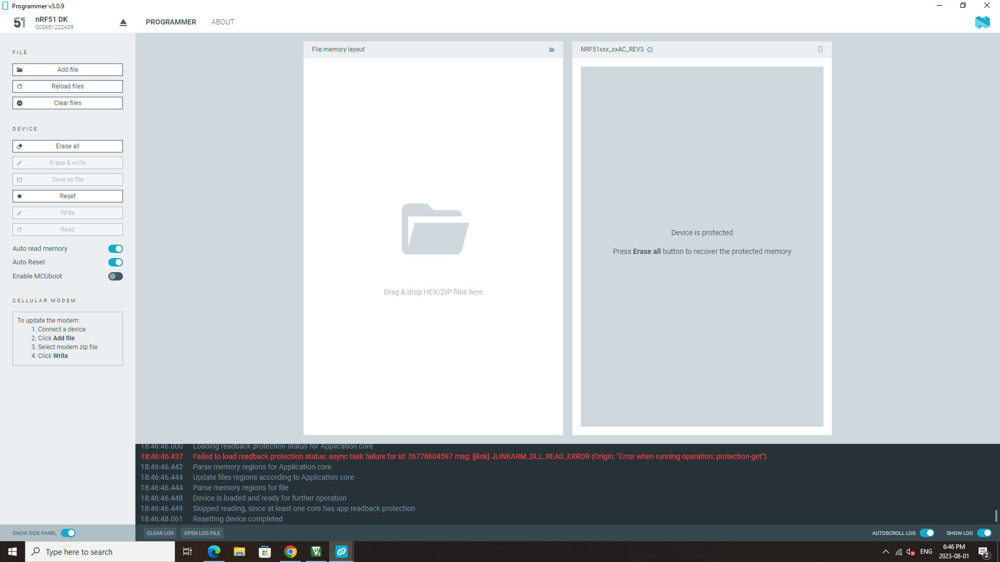 Programmer v3.0.9
nRF
51
SERIES
nRF51 DK
000681222439
PROGRAMMER
ABOUT
FILE
Add file
Reload files
Clear files
DEVICE
Erase all
Erase & write
Save as file
Reset
Write
Read
Auto read memory
Auto Reset
Enable MCUboot
CELLULAR MODEM
To update the modem:
1. Connect a device
2. Click Add file
3. Select modem zip file
4. Click Write
File memory layout
Drag & drop HEX/ZIP files here
NRF51xxx_xxAC_REV3
Device is protected
Press Erase all button to recover the protected memory
18:46:46.000 Loading readback protection status for Application core
18:46:46.437 Failed to load readback protection status: async task failure for id: 26778604597 msg: [jlink] JLINKARM_DLL_READ_ERROR (Origin: "Error when running operation: protection-get")
18:46:46.442 Parse memory regions for Application core
18:46:46.444 Update files regions according to Application core
18:46:46.444 Parse memory regions for file
18:46:46.448 Device is loaded and ready for further operation
18:46:46.449 Skipped reading, since at least one core has app readback protection
18:46:48.061 Resetting device completed
SHOW SIDE PANEL
CLEAR LOG
OPEN LOG FILE
AUTOSCROLL LOG
SHOW LOG
Type here to search
ENG
6:46 PM
2023-08-01
2